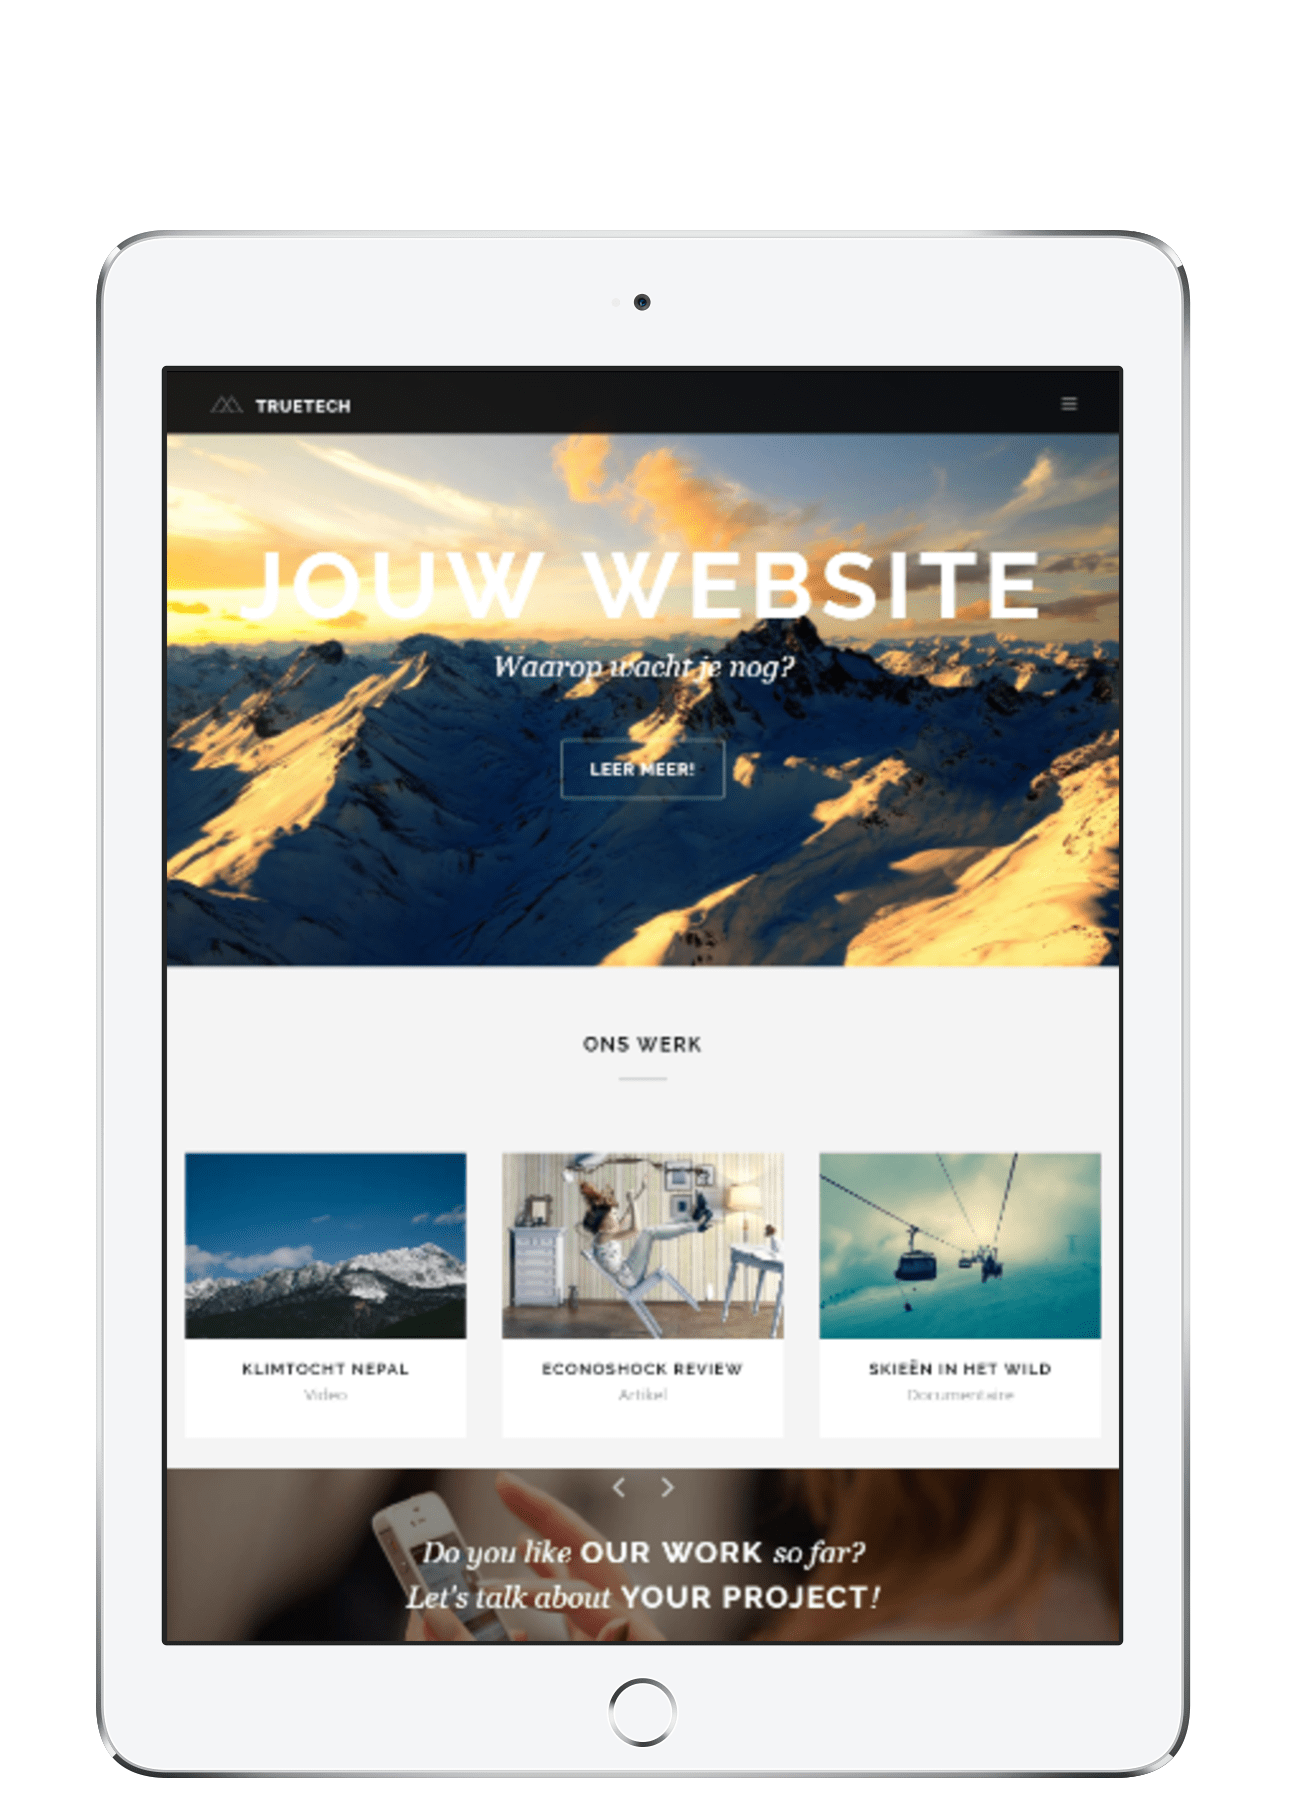 TRUETECH
JOUW WEBSITE
Waarop wacht je nog?
LEER MEER!
ONS WERK
KLIMTOCHT NEPAL
Video
ECONOSHOCK REVIEW
Artikel
SKIEËN IN HET WILD
Documentaire
Do you like OUR WORK so far?
Let's talk about YOUR PROJECT!